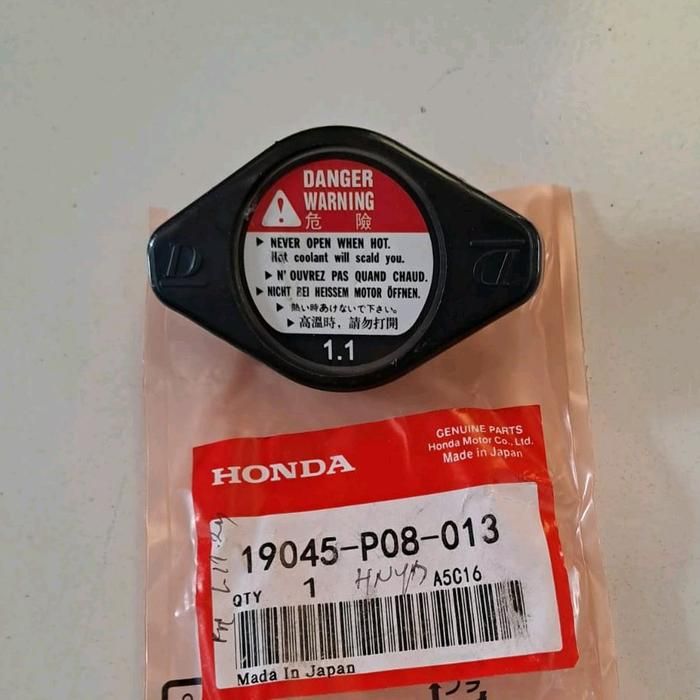 DANGER
WARNING
危 險
▶ NEVER OPEN WHEN HOT.
Hot coolant will scald you.
▶ N'OUVREZ PAS QUAND CHAUD.
▶ NICHT BEI HEISSEM MOTOR ÖFFNEN.
▶ 熱い時あけないで下さい。
▶ 高溫時，請勿打開
1.1
D
D
GENUINE PARTS
Honda Motor Co., Ltd.
Made in Japan
HONDA
19045-P08-013
QTY 1 A5C16
Made In Japan